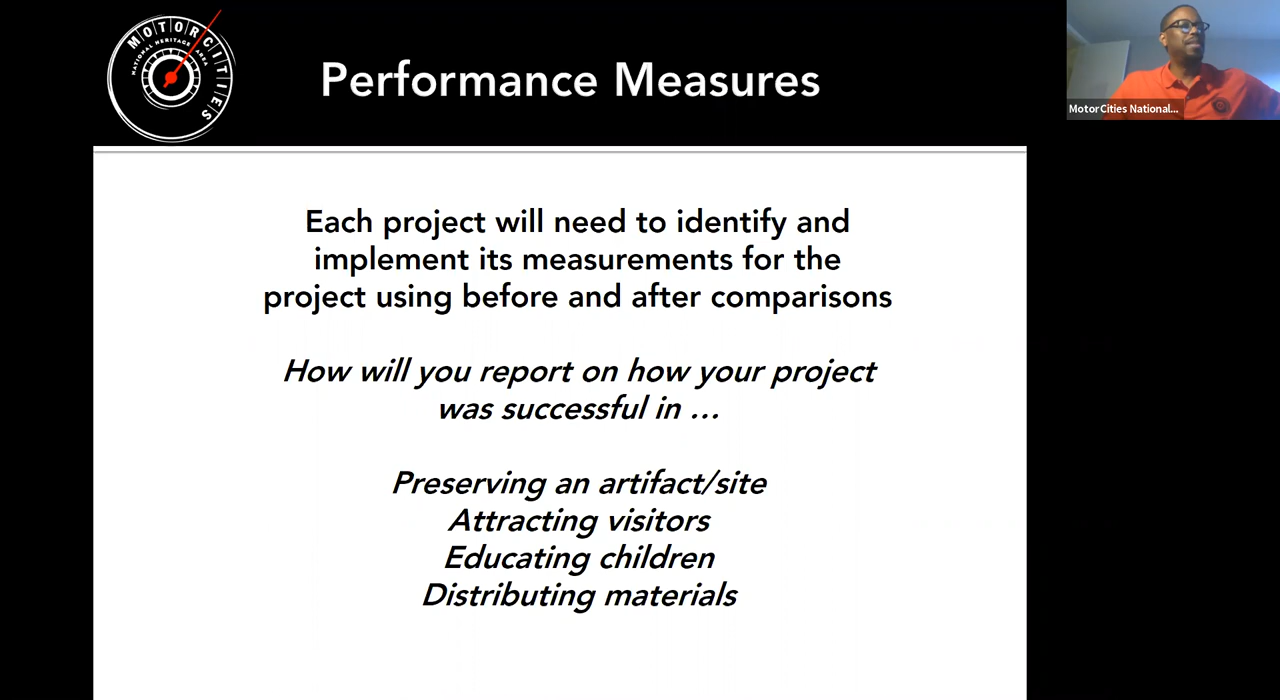 MOTORCITIES
NATIONAL HERITAGE AREA
Performance Measures
MotorCities National...
Each project will need to identify and
implement its measurements for the
project using before and after comparisons
How will you report on how your project
was successful in ...
Preserving an artifact/site
Attracting visitors
Educating children
Distributing materials